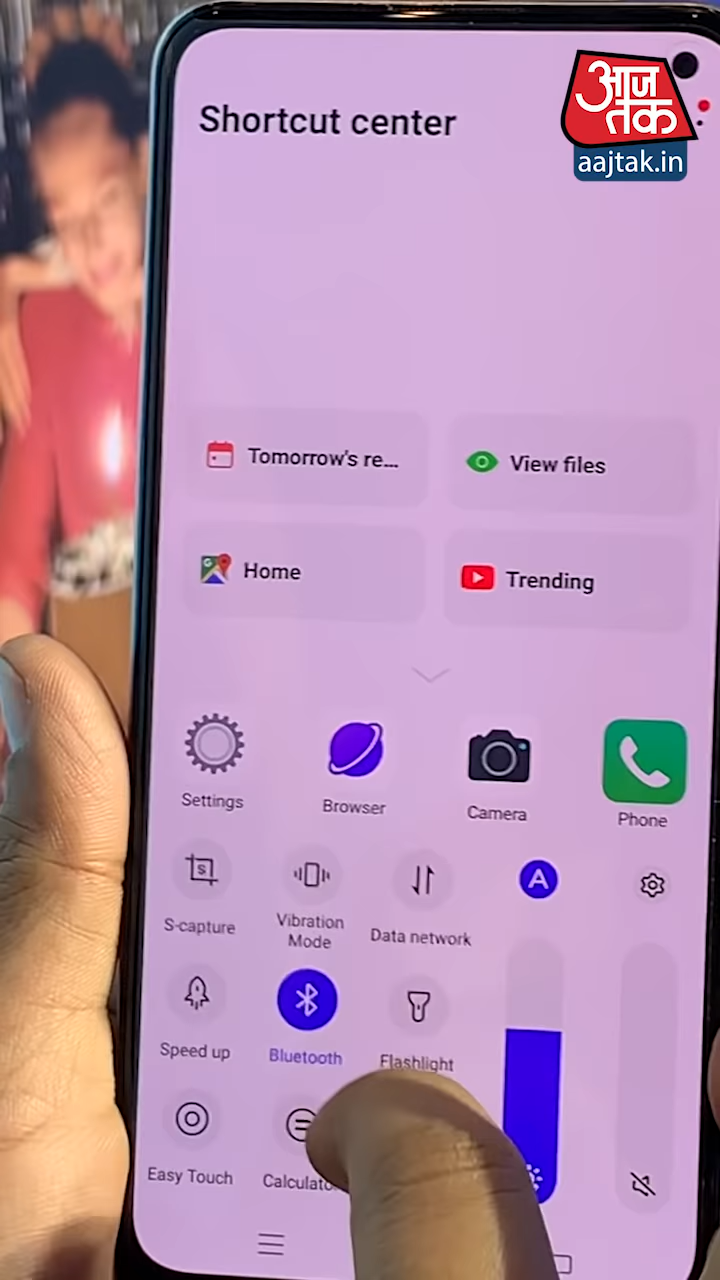 आज
तक
aajtak.in
Shortcut center
Tomorrow's re...
View files
Home
Trending
Settings
Browser
Camera
Phone
S-capture
Vibration
Mode
Data network
A
Speed up
Bluetooth
Flashlight
Easy Touch